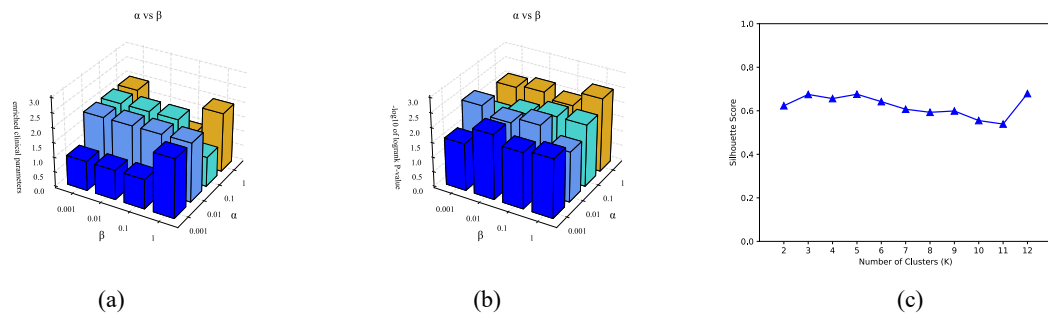 α vs β
enriched clinical parameters
3.0
2.5
2.0
1.5
1.0
0.5
0.0
0.001
0.01
0.1
1
β
0.001
0.01
0.1
1
α
(a)
α vs β
-log10 of logrank P-value
3.0
2.5
2.0
1.5
1.0
0.5
0.0
0.001
0.01
0.1
1
β
0.001
0.01
0.1
1
α
(b)
Silhouette Score
1.0
0.8
0.6
0.4
0.2
0.0
2 3 4 5 6 7 8 9 10 11 12
Number of Clusters (K)
(c)